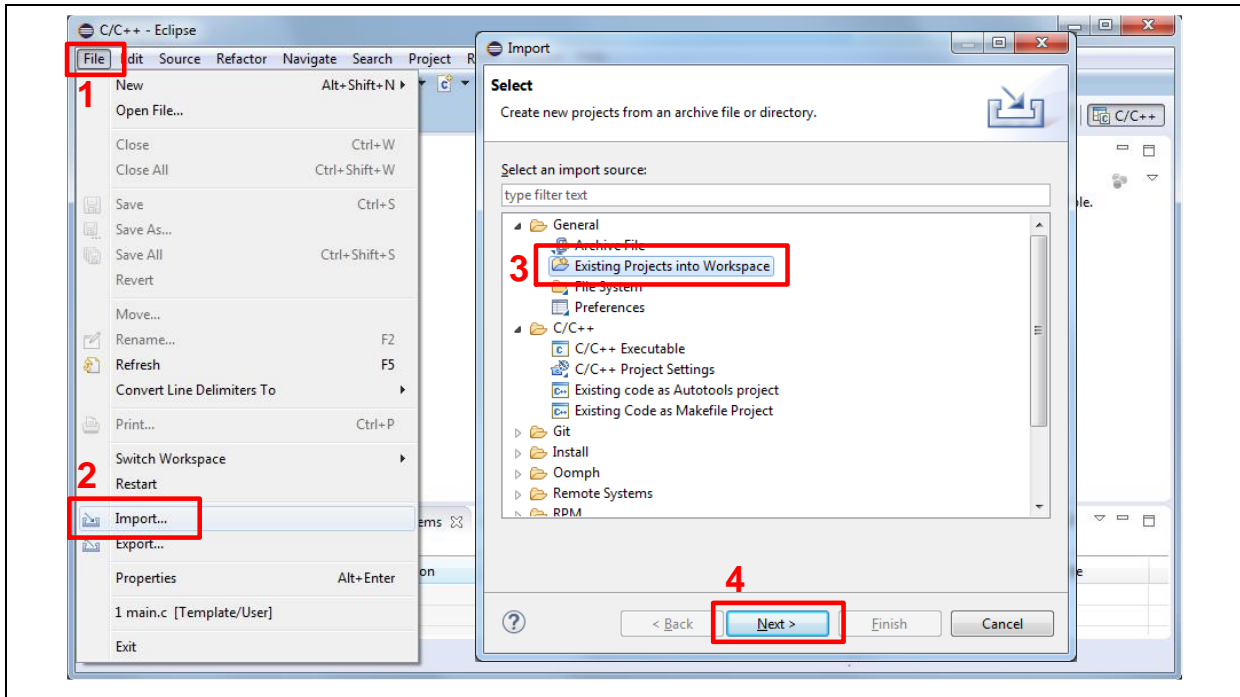 C/C++ - Eclipse
File Edit Source Refactor Navigate Search Project R
1
New Alt+Shift+N
Open File...
Close Ctrl+W
Close All Ctrl+Shift+W
Save Ctrl+S
Save As...
Save All Ctrl+Shift+S
Revert
Move...
Rename... F2
Refresh F5
Convert Line Delimiters To
Print... Ctrl+P
Switch Workspace
2
Restart
Import...
Export...
Properties Alt+Enter
1 main.c [Template/User]
Exit
ems
on
Import
Select
Create new projects from an archive file or directory.
Select an import source:
type filter text
General
Archive File
3
Existing Projects into Workspace
File System
Preferences
C/C++
C/C++ Executable
C/C++ Project Settings
Existing code as Autotools project
Existing Code as Makefile Project
Git
Install
Oomph
Remote Systems
RPM
4
< Back Next > Finish Cancel
C/C++
ble.
e